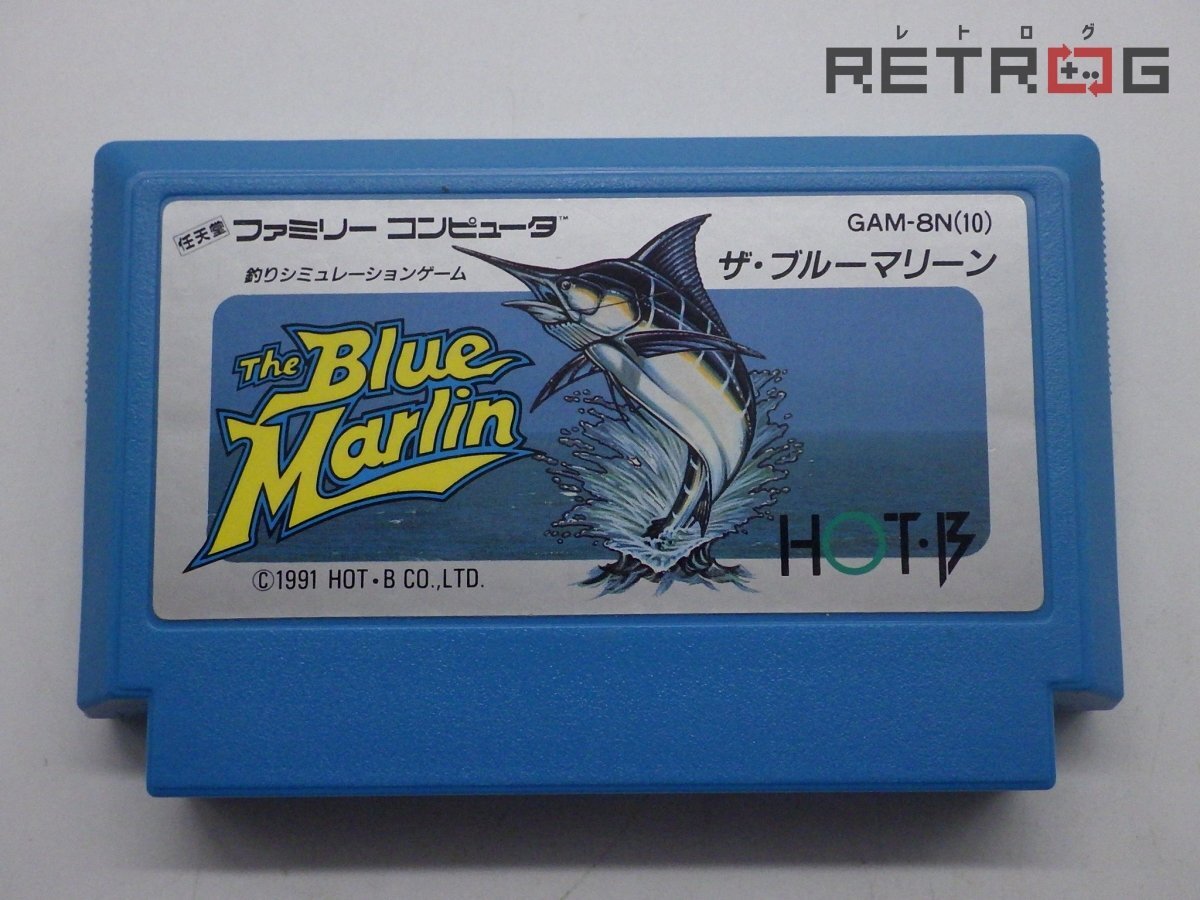 レトログ
RETROG
任天堂 ファミリー コンピュータ™
GAM-8N(10)
釣りシミュレーションゲーム
ザ・ブルーマリーン
The Blue
Marlin
HOT・B
©1991 HOT・B CO.,LTD.